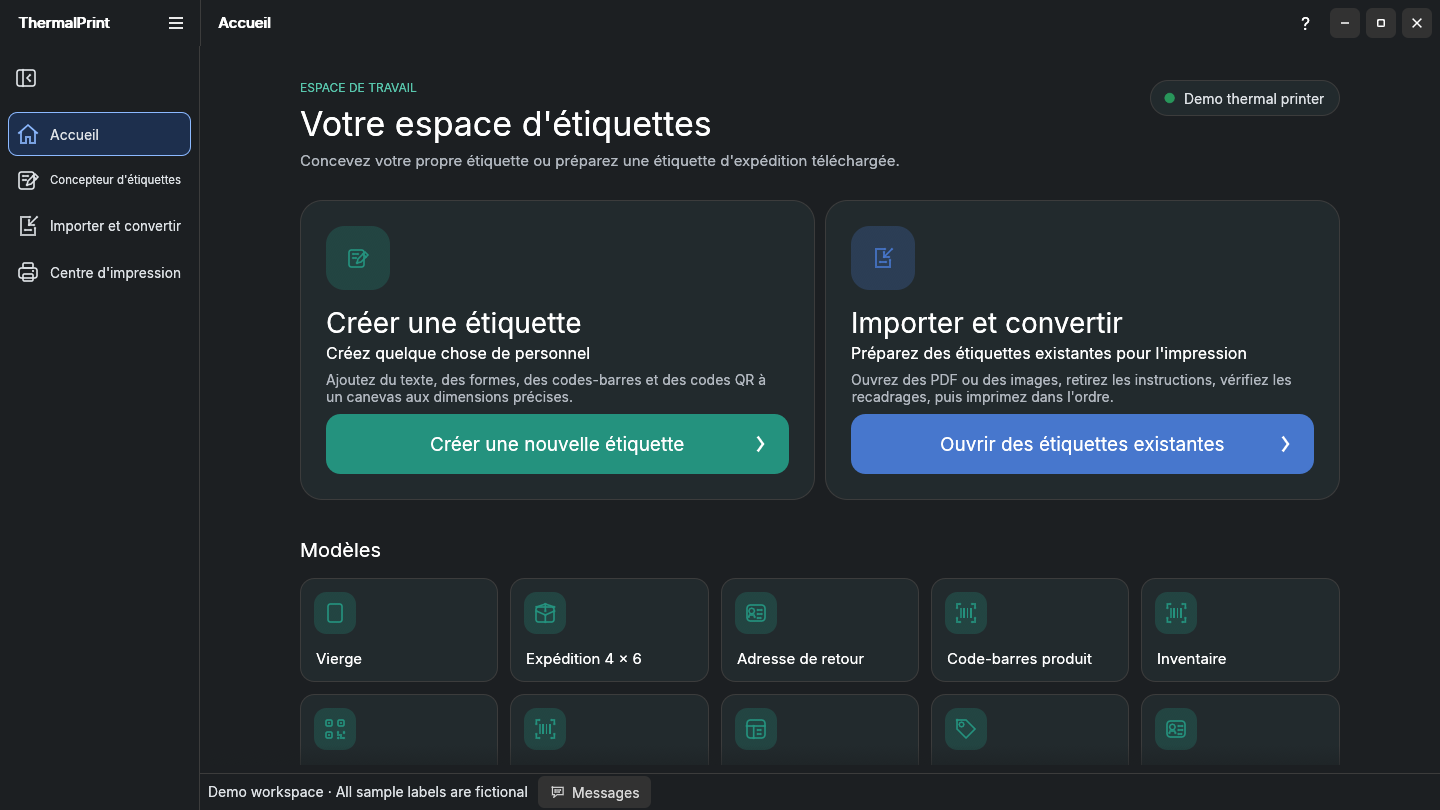 ThermalPrint
Accueil
?
Accueil
Concepteur d'étiquettes
Importer et convertir
Centre d'impression
ESPACE DE TRAVAIL
Votre espace d'étiquettes
Concevez votre propre étiquette ou préparez une étiquette d'expédition téléchargée.
Demo thermal printer
Créer une étiquette
Créez quelque chose de personnel
Ajoutez du texte, des formes, des codes-barres et des codes QR à
un canevas aux dimensions précises.
Créer une nouvelle étiquette
Importer et convertir
Préparez des étiquettes existantes pour l'impression
Ouvrez des PDF ou des images, retirez les instructions, vérifiez les
recadrages, puis imprimez dans l'ordre.
Ouvrir des étiquettes existantes
Modèles
Vierge
Expédition 4 × 6
Adresse de retour
Code-barres produit
Inventaire
Demo workspace · All sample labels are fictional
Messages